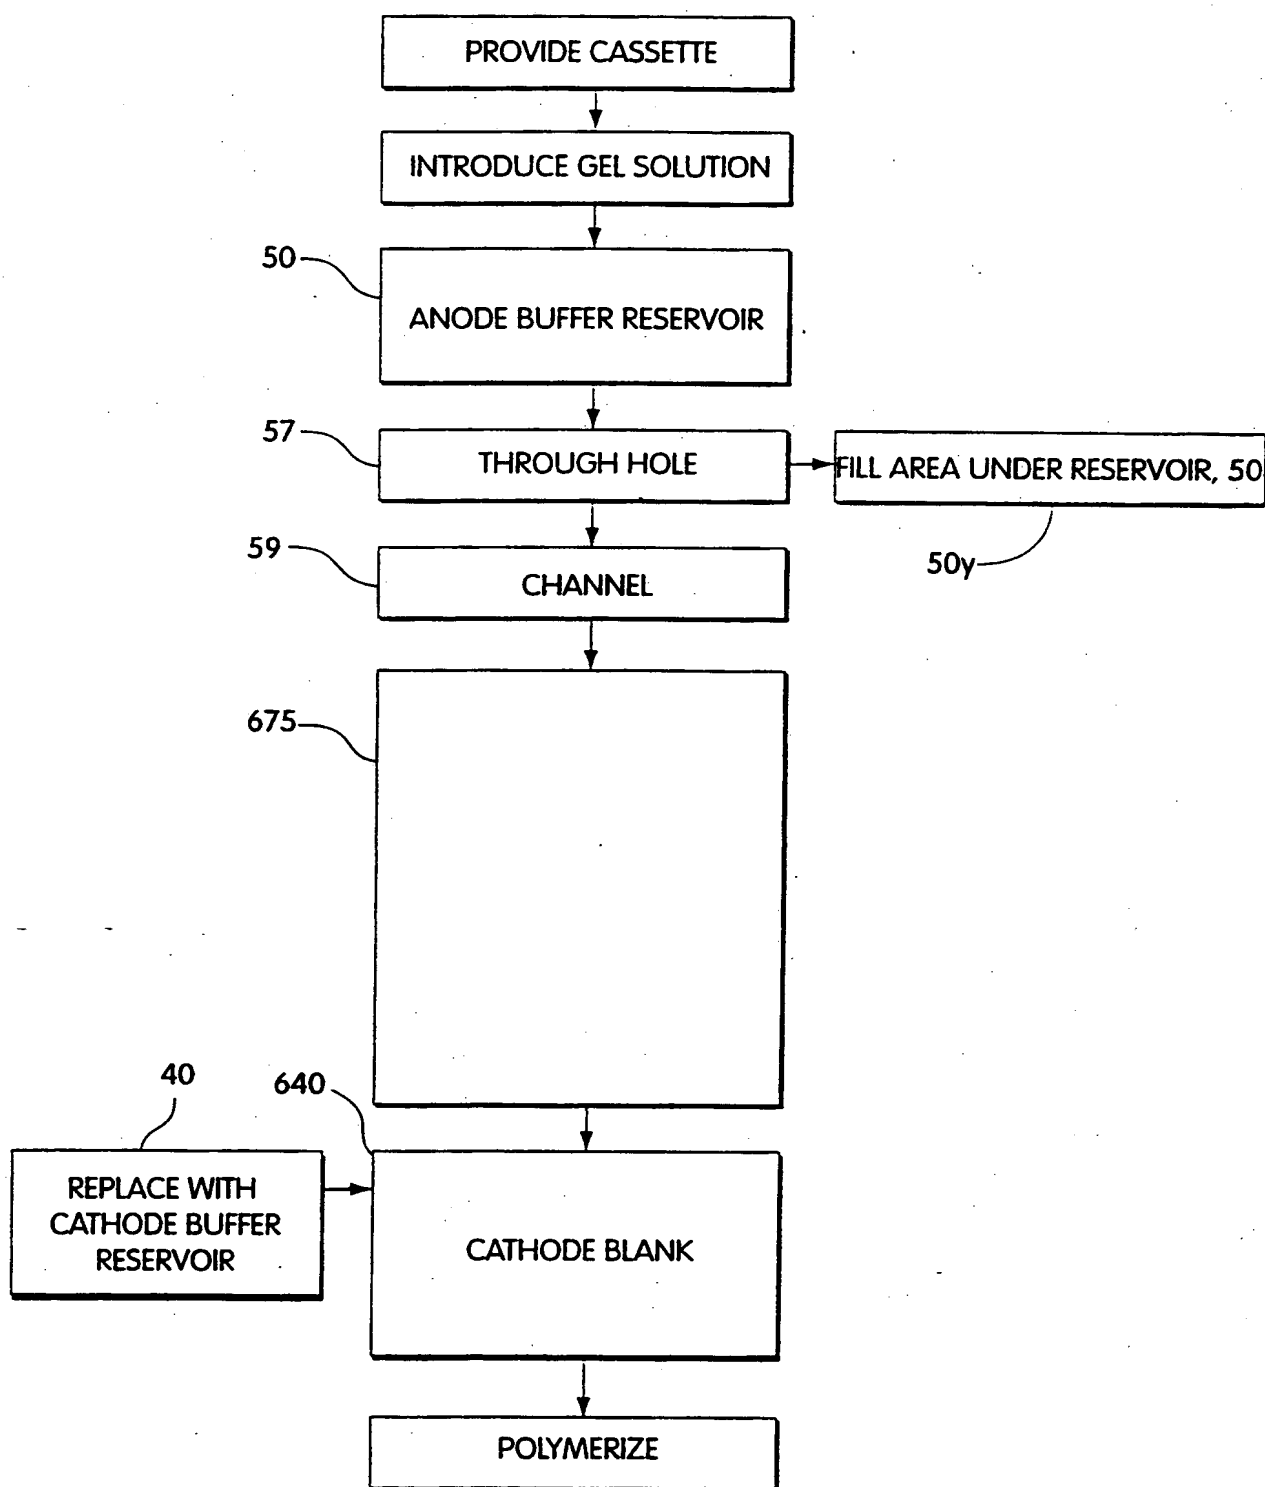 PROVIDE CASSETTE
INTRODUCE GEL SOLUTION
50
ANODE BUFFER RESERVOIR
57
THROUGH HOLE
FILL AREA UNDER RESERVOIR, 50
50y
59
CHANNEL
675
40
640
REPLACE WITH
CATHODE BUFFER
RESERVOIR
CATHODE BLANK
POLYMERIZE